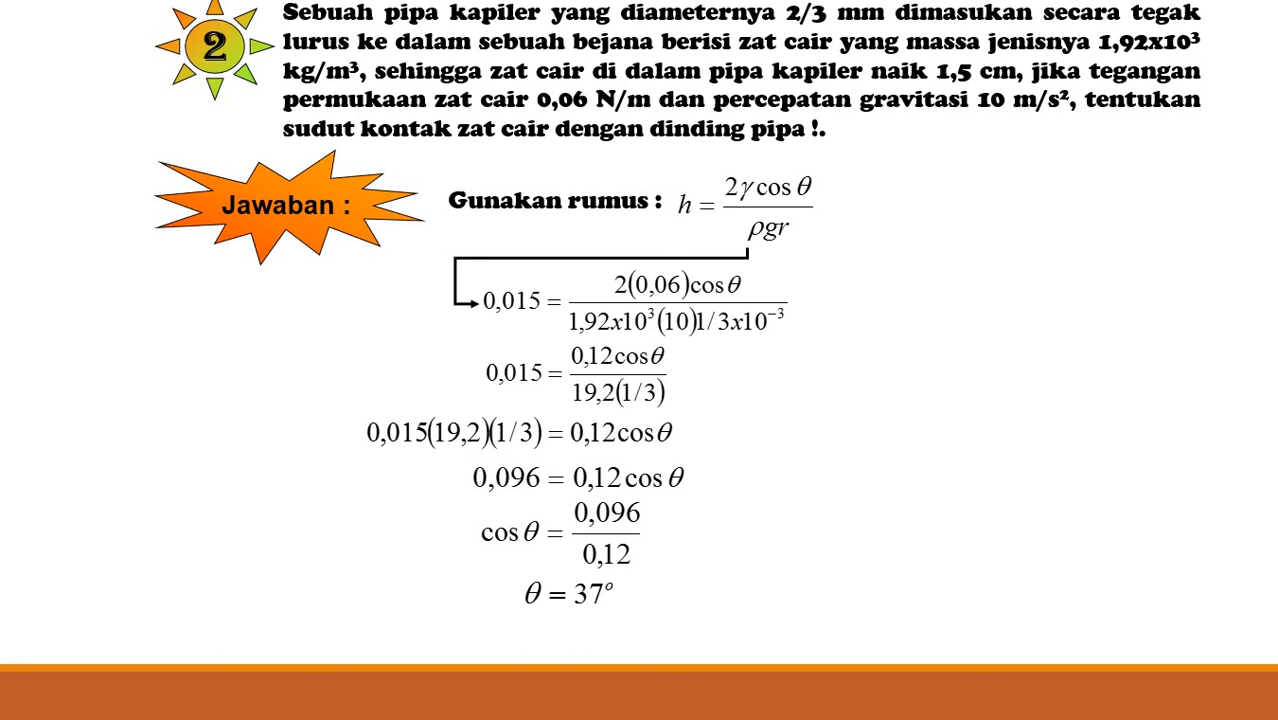 2
Sebuah pipa kapiler yang diameternya 2/3 mm dimasukan secara tegak
lurus ke dalam sebuah bejana berisi zat cair yang massa jenisnya 1,92x10³
kg/m³, sehingga zat cair di dalam pipa kapiler naik 1,5 cm, jika tegangan
permukaan zat cair 0,06 N/m dan percepatan gravitasi 10 m/s², tentukan
sudut kontak zat cair dengan dinding pipa !.
Jawaban :
Gunakan rumus : h = 2γ cos θ / ρgr
0,015 = 2(0,06)cos θ / 1,92x10³(10)1/3x10⁻³
0,015 = 0,12cosθ / 19,2(1/3)
0,015(19,2)(1/3) = 0,12cosθ
0,096 = 0,12 cos θ
cos θ = 0,096 / 0,12
θ = 37º